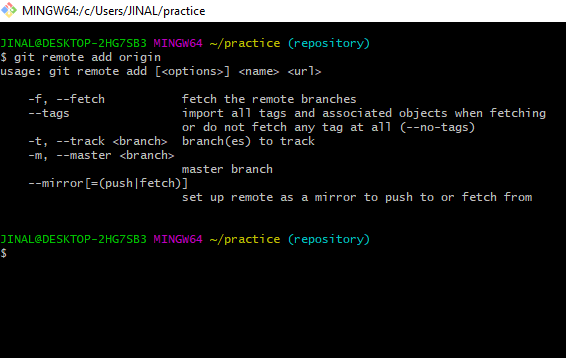 MINGW64:/c/Users/JINAL/practice
JINAL@DESKTOP-2HG7SB3 MINGW64 ~/practice (repository)
$ git remote add origin
usage: git remote add [<options>] <name> <url>
-f, --fetch fetch the remote branches
--tags import all tags and associated objects when fetching
or do not fetch any tag at all (--no-tags)
-t, --track <branch> branch(es) to track
-m, --master <branch>
master branch
--mirror[=(push|fetch)]
set up remote as a mirror to push to or fetch from
JINAL@DESKTOP-2HG7SB3 MINGW64 ~/practice (repository)
$